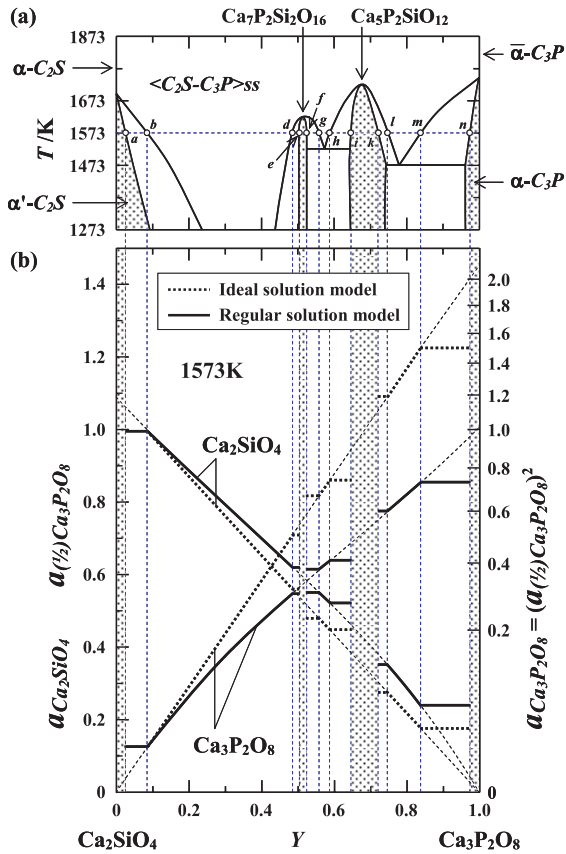 (a)
Ca7P2Si2O16
Ca5P2SiO12
1873
α-C2S
<C2S-C3P>ss
ᾱ-C3P
1673
f
T /K
1573
a
b
d
e
g
h
i
k
l
m
n
1473
α'-C2S
α-C3P
1273
(b)
1.4
Ideal solution model
Regular solution model
2.0
1.8
1.6
1.5
1.2
1573K
1.2
1.0
Ca2SiO4
1.0
0.8
0.7
0.6
0.6
0.4
0.4
0.2
0.2
Ca3P2O8
0
0
a(½)Ca3P2O8
aCa2SiO4
aCa3P2O8 = (a(½)Ca3P2O8)²
0
0.2
0.4
0.6
0.8
1.0
Ca2SiO4
Y
Ca3P2O8